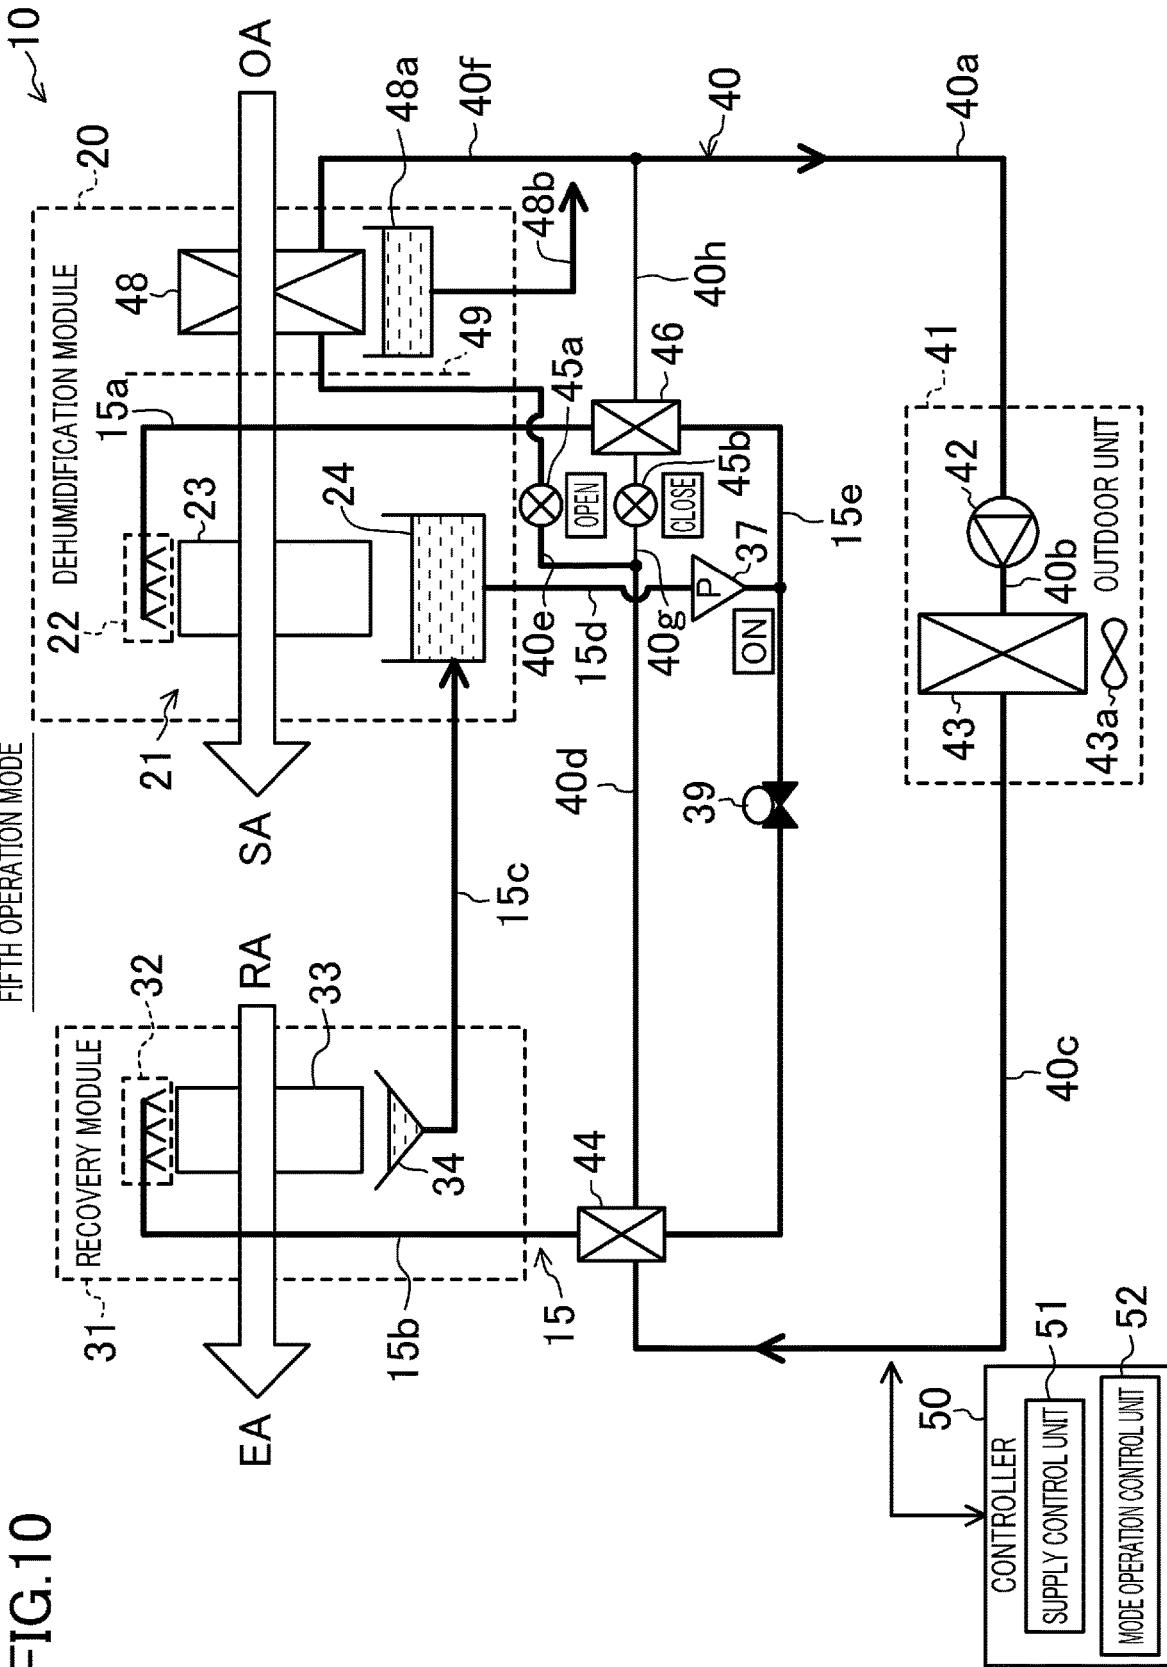 FIG.10
FIFTH OPERATION MODE
10
EA
RA
SA
OA
31
RECOVERY MODULE
32
33
34
15b
15
15c
21
22
DEHUMIDIFICATION MODULE
20
23
24
15a
48
48a
48b
49
40f
40
40a
40h
46
45a
OPEN
45b
CLOSE
40e
15d
40g
P
37
ON
15e
40d
39
44
40c
41
OUTDOOR UNIT
42
40b
43
43a
50
CONTROLLER
SUPPLY CONTROL UNIT
51
MODE OPERATION CONTROL UNIT
52